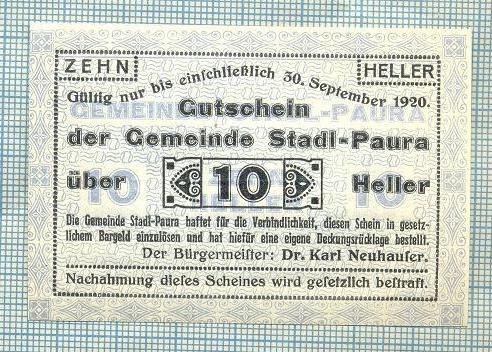 ZEHN HELLER
Gültig nur bis einschließlich 30. September 1920.
Gutschein
der Gemeinde Stadl-Paura
über 10 Heller
Die Gemeinde Stadl-Paura haftet für die Verbindlichkeit, diesen Schein in gesetz-
lichem Bargeld einzulösen und hat hiefür eine eigene Deckungsrücklage bestellt.
Der Bürgermeister: Dr. Karl Neuhauser.
Nachahmung dieses Scheines wird gesetzlich bestraft.